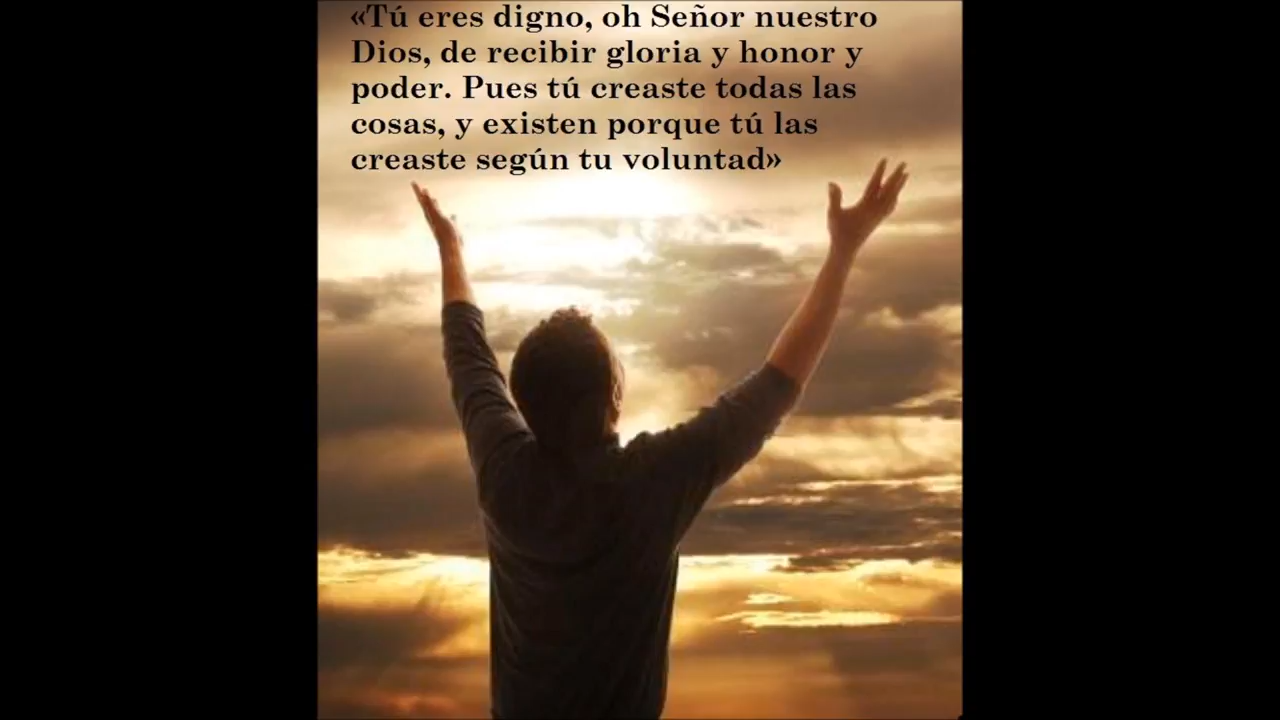 «Tú eres digno, oh Señor nuestro
Dios, de recibir gloria y honor y
poder. Pues tú creaste todas las
cosas, y existen porque tú las
creaste según tu voluntad»